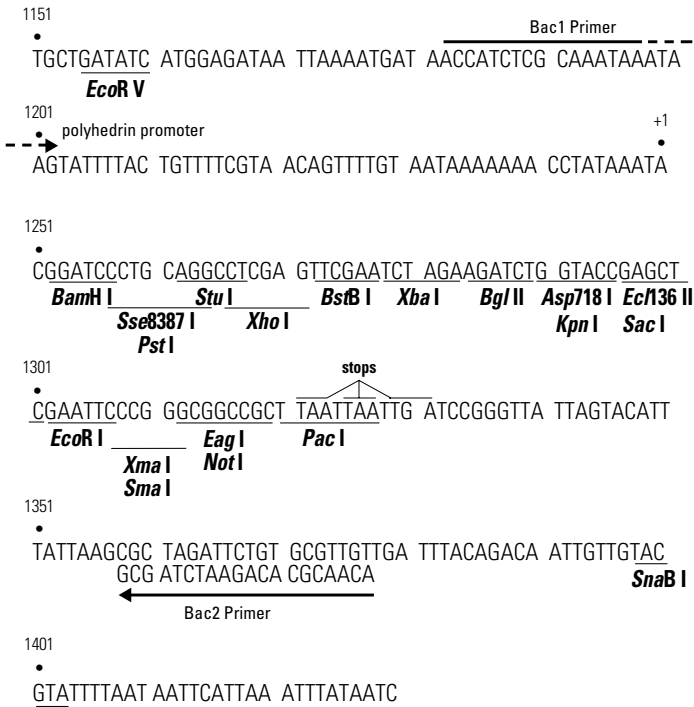 1151
•
Bac1 Primer
TGCTGATATC ATGGAGATAA TTAAAATGAT AACCATCTCG CAAATAAATA
EcoR V
1201
•
polyhedrin promoter
+1
•
AGTATTTTAC TGTTTTCGTA ACAGTTTTGT AATAAAAAAA CCTATAAATA
1251
•
CGGATCCCTG CAGGCCTCGA GTTCGAATCT AGAAGATCTG GTACCGAGCT
BamH I Stu I BstB I Xba I Bgl II Asp718 I Ecl136 II
Sse8387 I Xho I Kpn I Sac I
Pst I
1301
•
stops
CGAATTCCCG GGCGGCCGCT TAATTAATTG ATCCGGGTTA TTAGTACATT
EcoR I Eag I Pac I
Xma I Not I
Sma I
1351
•
TATTAAGCGC TAGATTCTGT GCGTTGTTGA TTTACAGACA ATTGTTGTAC
GCG ATCTAAGACA CGCAACA
SnaB I
Bac2 Primer
1401
•
GTATTTTAAT AATTCATTAA ATTTATAATC